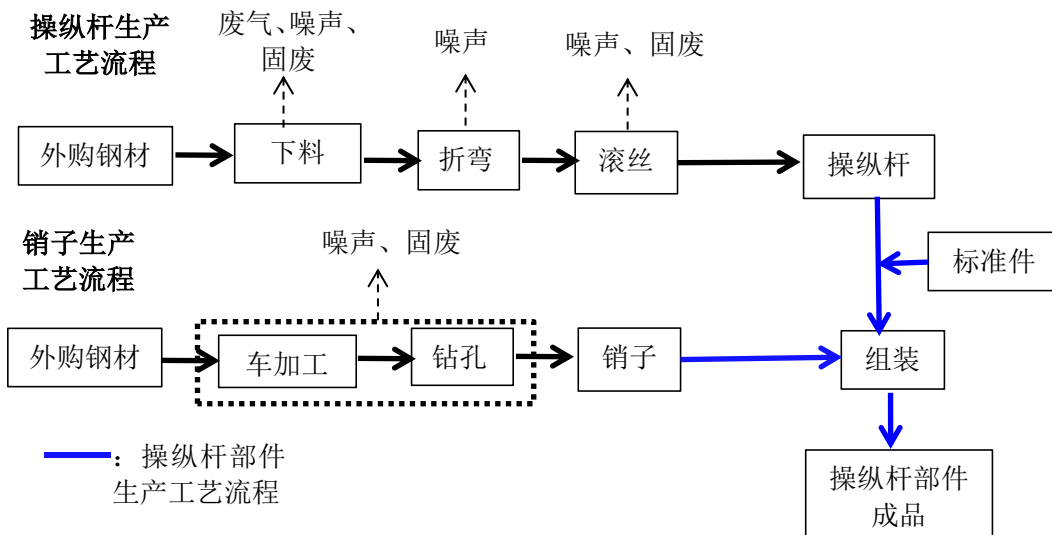 操纵杆生产
工艺流程
废气、噪声、
固废
噪声
噪声、固废
外购钢材
下料
折弯
滚丝
操纵杆
销子生产
工艺流程
噪声、固废
标准件
外购钢材
车加工
钻孔
销子
组装
：操纵杆部件
生产工艺流程
操纵杆部件
成品